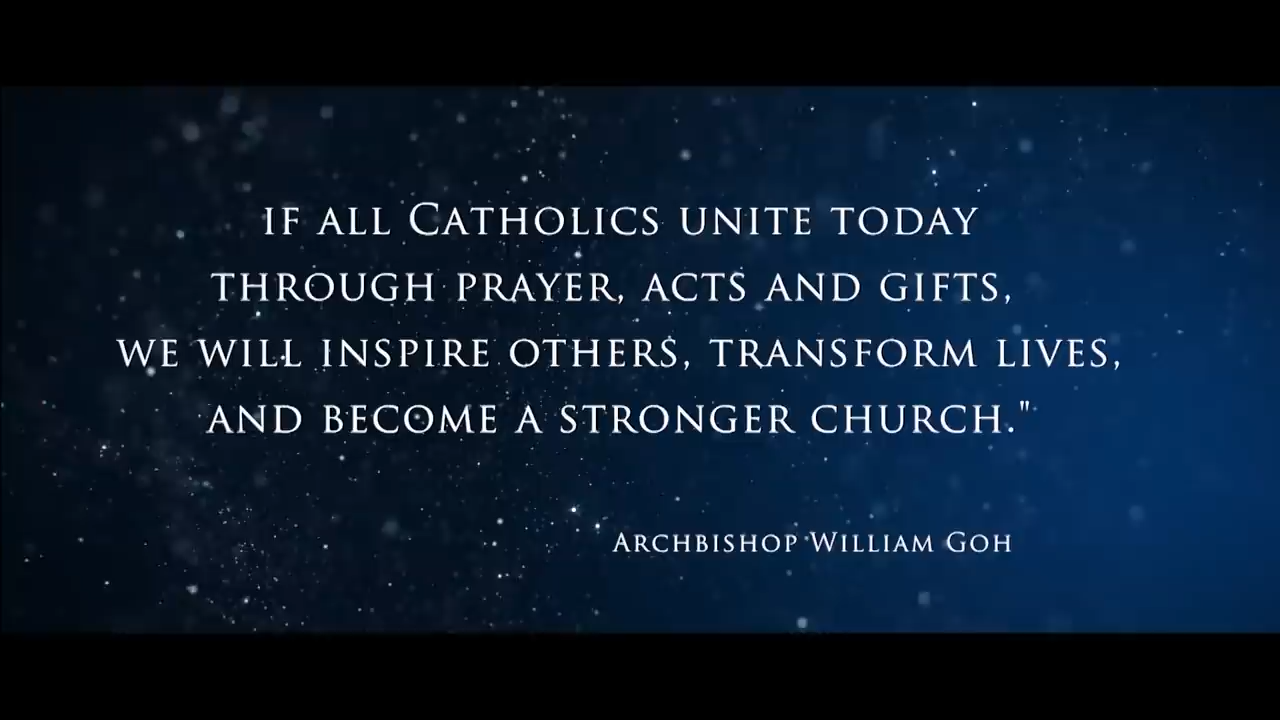 IF ALL CATHOLICS UNITE TODAY
THROUGH PRAYER, ACTS AND GIFTS,
WE WILL INSPIRE OTHERS, TRANSFORM LIVES,
AND BECOME A STRONGER CHURCH."
ARCHBISHOP WILLIAM GOH